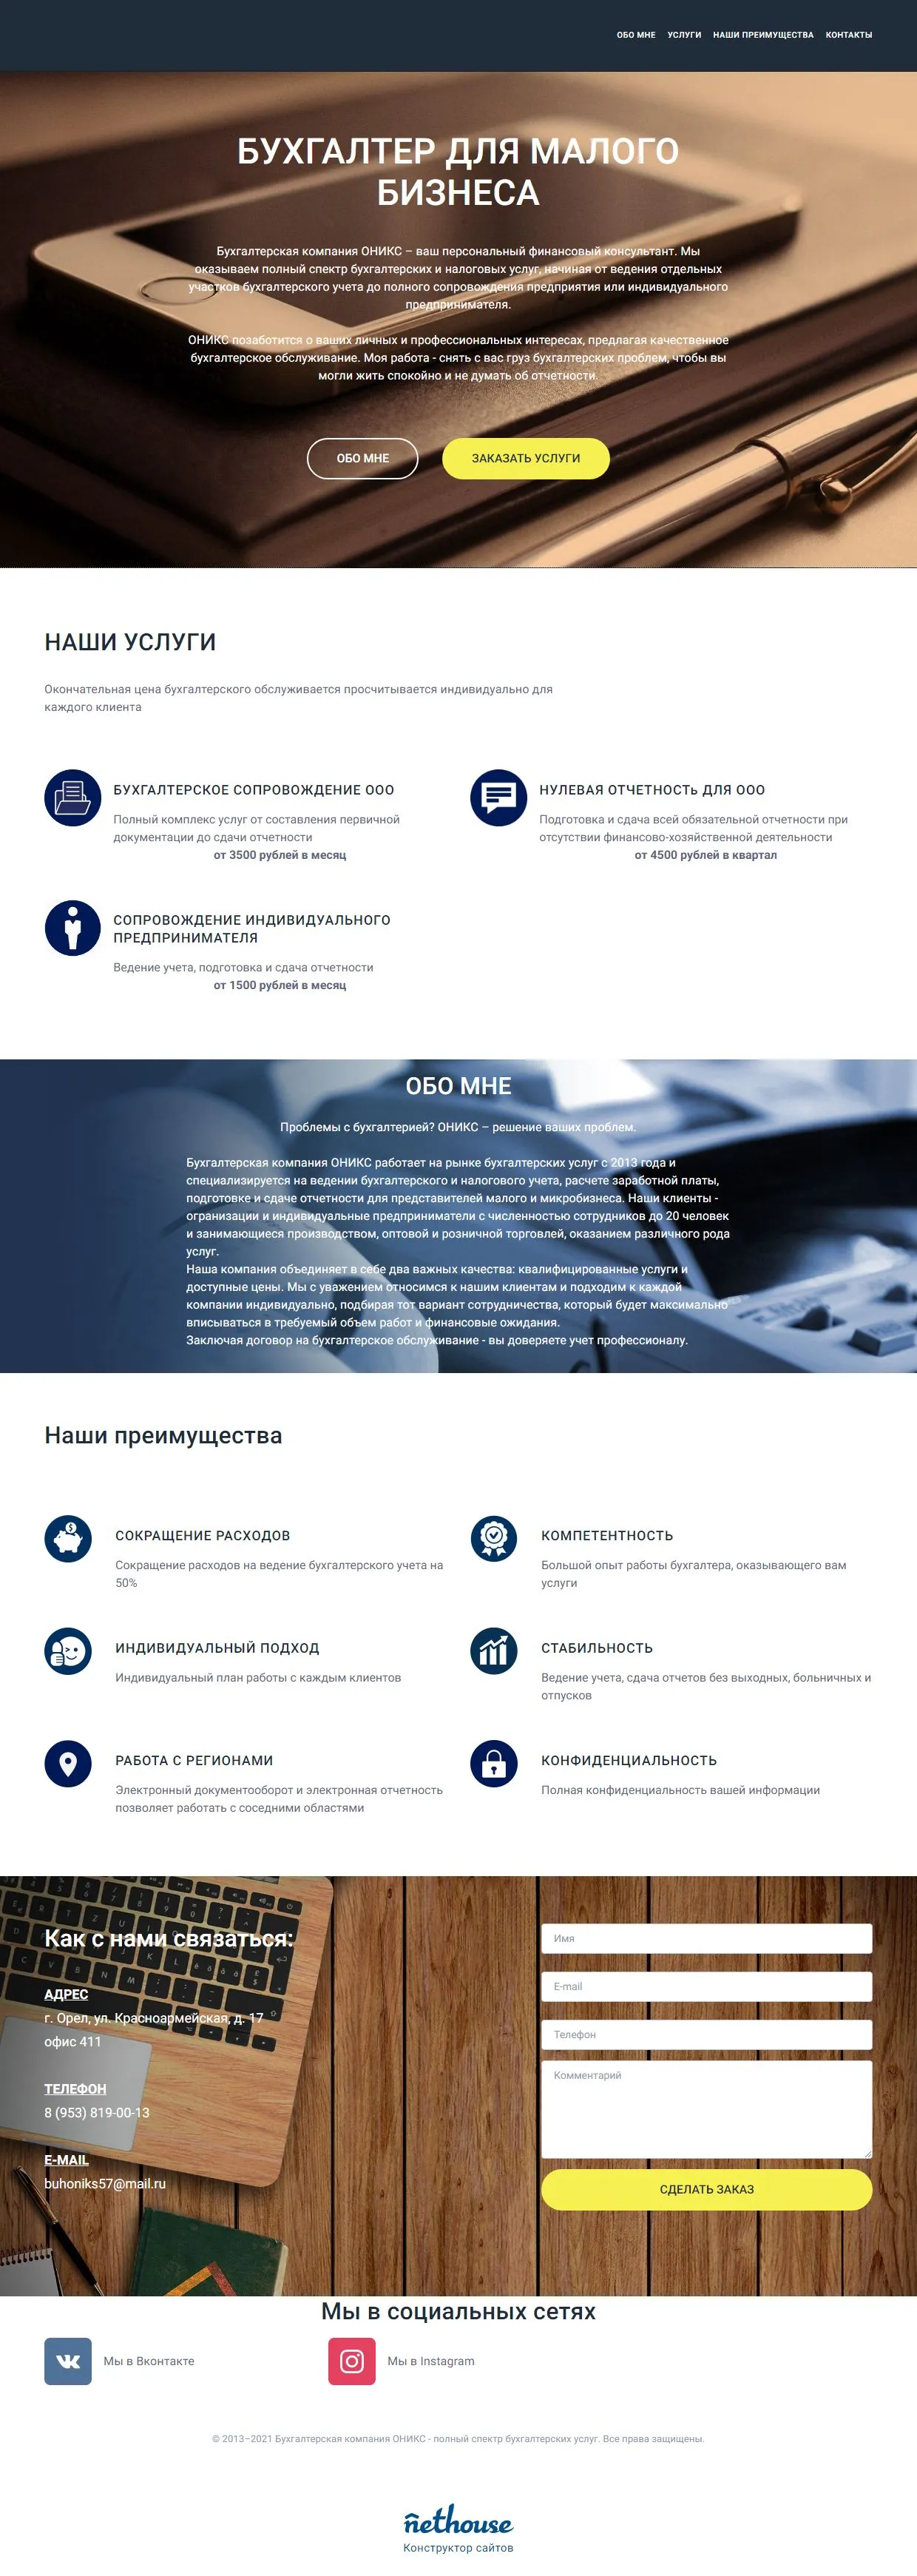 ОБО МНЕ УСЛУГИ НАШИ ПРЕИМУЩЕСТВА КОНТАКТЫ
БУХГАЛТЕР ДЛЯ МАЛОГО
БИЗНЕСА
Бухгалтерская компания ОНИКС – ваш персональный финансовый консультант. Мы
оказываем полный спектр бухгалтерских и налоговых услуг, начиная от ведения отдельных
участков бухгалтерского учета до полного сопровождения предприятия или индивидуального
предпринимателя.
ОНИКС позаботится о ваших личных и профессиональных интересах, предлагая качественное
бухгалтерское обслуживание. Моя работа - снять с вас груз бухгалтерских проблем, чтобы вы
могли жить спокойно и не думать об отчетности.
ОБО МНЕ
ЗАКАЗАТЬ УСЛУГИ
НАШИ УСЛУГИ
Окончательная цена бухгалтерского обслуживается просчитывается индивидуально для
каждого клиента
БУХГАЛТЕРСКОЕ СОПРОВОЖДЕНИЕ ООО
Полный комплекс услуг от составления первичной
документации до сдачи отчетности
от 3500 рублей в месяц
НУЛЕВАЯ ОТЧЕТНОСТЬ ДЛЯ ООО
Подготовка и сдача всей обязательной отчетности при
отсутствии финансово-хозяйственной деятельности
от 4500 рублей в квартал
СОПРОВОЖДЕНИЕ ИНДИВИДУАЛЬНОГО
ПРЕДПРИНИМАТЕЛЯ
Ведение учета, подготовка и сдача отчетности
от 1500 рублей в месяц
ОБО МНЕ
Проблемы с бухгалтерией? ОНИКС – решение ваших проблем.
Бухгалтерская компания ОНИКС работает на рынке бухгалтерских услуг с 2013 года и
специализируется на ведении бухгалтерского и налогового учета, расчете заработной платы,
подготовке и сдаче отчетности для представителей малого и микробизнеса. Наши клиенты -
огранизации и индивидуальные предприниматели с численностью сотрудников до 20 человек
и занимающиеся производством, оптовой и розничной торговлей, оказанием различного рода
услуг.
Наша компания объединяет в себе два важных качества: квалифицированные услуги и
доступные цены. Мы с уважением относимся к нашим клиентам и подходим к каждой
компании индивидуально, подбирая тот вариант сотрудничества, который будет максимально
вписываться в требуемый объем работ и финансовые ожидания.
Заключая договор на бухгалтерское обслуживание - вы доверяете учет профессионалу.
Наши преимущества
СОКРАЩЕНИЕ РАСХОДОВ
Сокращение расходов на ведение бухгалтерского учета на
50%
КОМПЕТЕНТНОСТЬ
Большой опыт работы бухгалтера, оказывающего вам
услуги
ИНДИВИДУАЛЬНЫЙ ПОДХОД
Индивидуальный план работы с каждым клиентов
СТАБИЛЬНОСТЬ
Ведение учета, сдача отчетов без выходных, больничных и
отпусков
РАБОТА С РЕГИОНАМИ
Электронный документооборот и электронная отчетность
позволяет работать с соседними областями
КОНФИДЕНЦИАЛЬНОСТЬ
Полная конфиденциальность вашей информации
Как с нами связаться:
АДРЕС
г. Орел, ул. Красноармейская, д. 17
офис 411
ТЕЛЕФОН
8 (953) 819-00-13
E-MAIL
buhoniks57@mail.ru
Имя
E-mail
Телефон
Комментарий
СДЕЛАТЬ ЗАКАЗ
Мы в социальных сетях
Мы в Вконтакте
Мы в Instagram
© 2013–2021 Бухгалтерская компания ОНИКС - полный спектр бухгалтерских услуг. Все права защищены.
nethouse
Конструктор сайтов